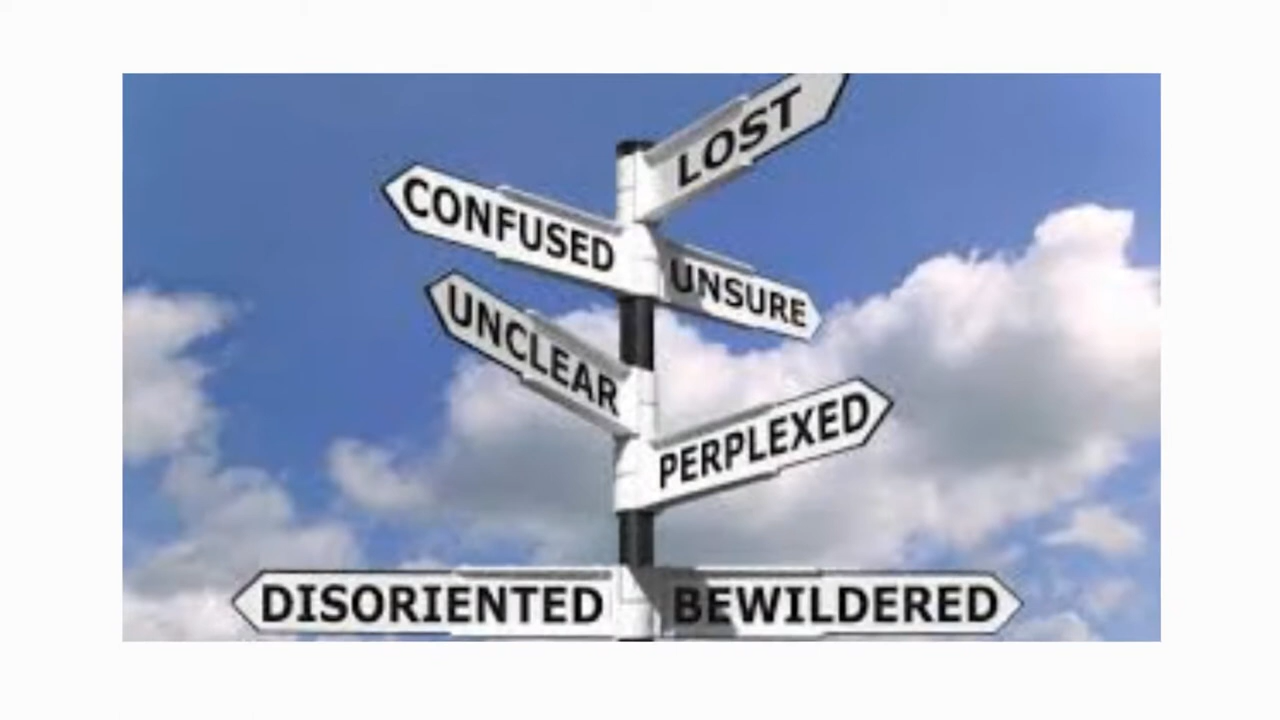 LOST
CONFUSED
UNSURE
UNCLEAR
PERPLEXED
DISORIENTED
BEWILDERED